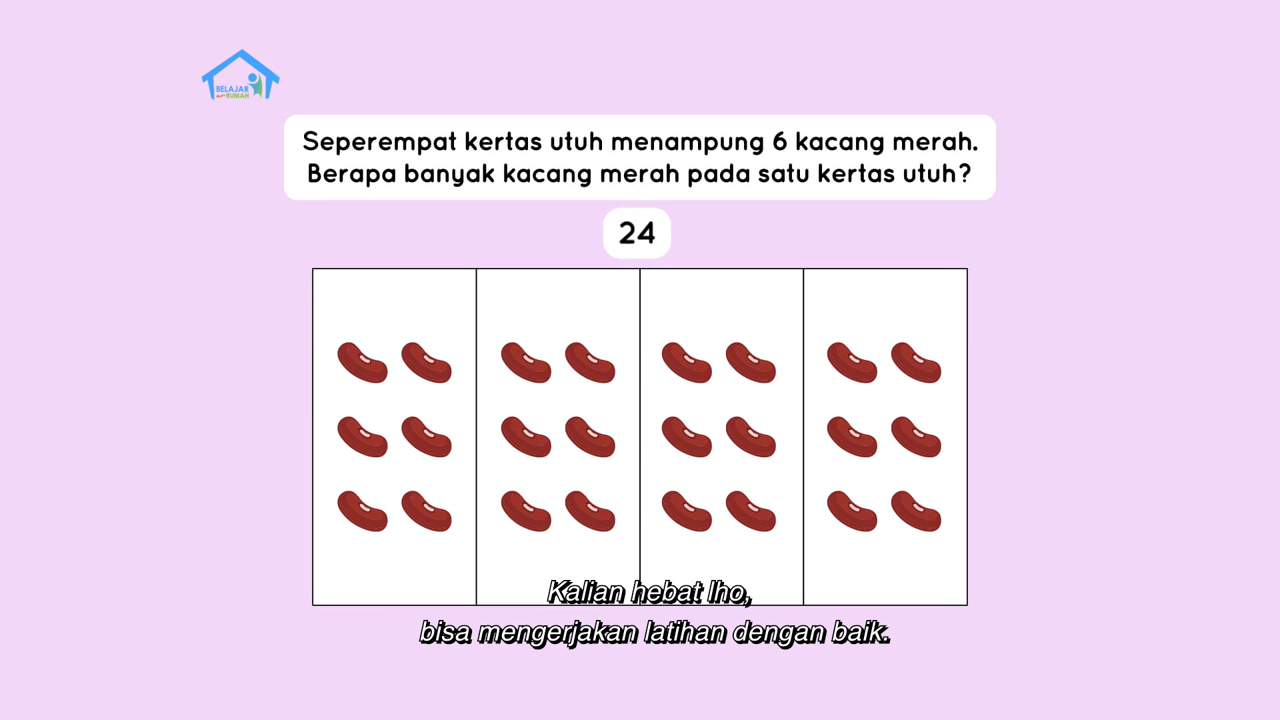 BELAJAR
DARI RUMAH
Seperempat kertas utuh menampung 6 kacang merah.
Berapa banyak kacang merah pada satu kertas utuh?
24
Kalian hebat lho,
bisa mengerjakan latihan dengan baik.